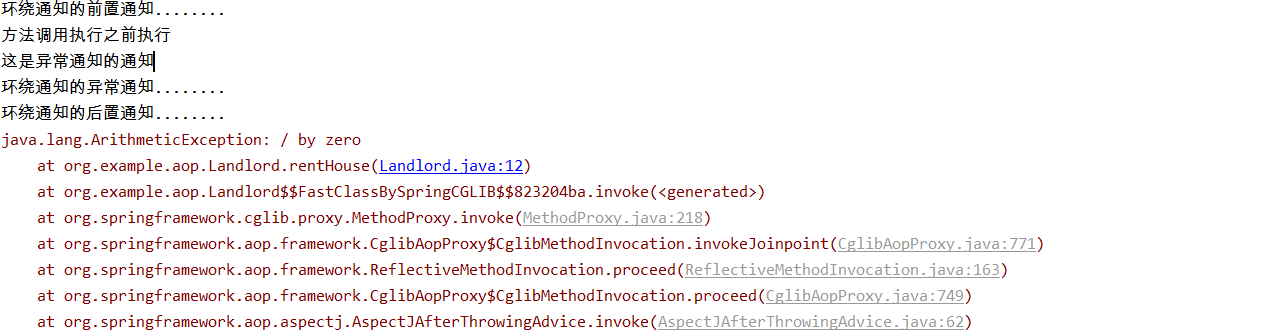 环绕通知的前置通知........
方法调用执行之前执行
这是异常通知的通知
环绕通知的异常通知........
环绕通知的后置通知........
java.lang.ArithmeticException: / by zero
    at org.example.aop.Landlord.rentHouse(Landlord.java:12)
    at org.example.aop.Landlord$$FastClassBySpringCGLIB$$823204ba.invoke(<generated>)
    at org.springframework.cglib.proxy.MethodProxy.invoke(MethodProxy.java:218)
    at org.springframework.aop.framework.CglibAopProxy$CglibMethodInvocation.invokeJoinpoint(CglibAopProxy.java:771)
    at org.springframework.aop.framework.ReflectiveMethodInvocation.proceed(ReflectiveMethodInvocation.java:163)
    at org.springframework.aop.framework.CglibAopProxy$CglibMethodInvocation.proceed(CglibAopProxy.java:749)
    at org.springframework.aop.aspectj.AspectJAfterThrowingAdvice.invoke(AspectJAfterThrowingAdvice.java:62)